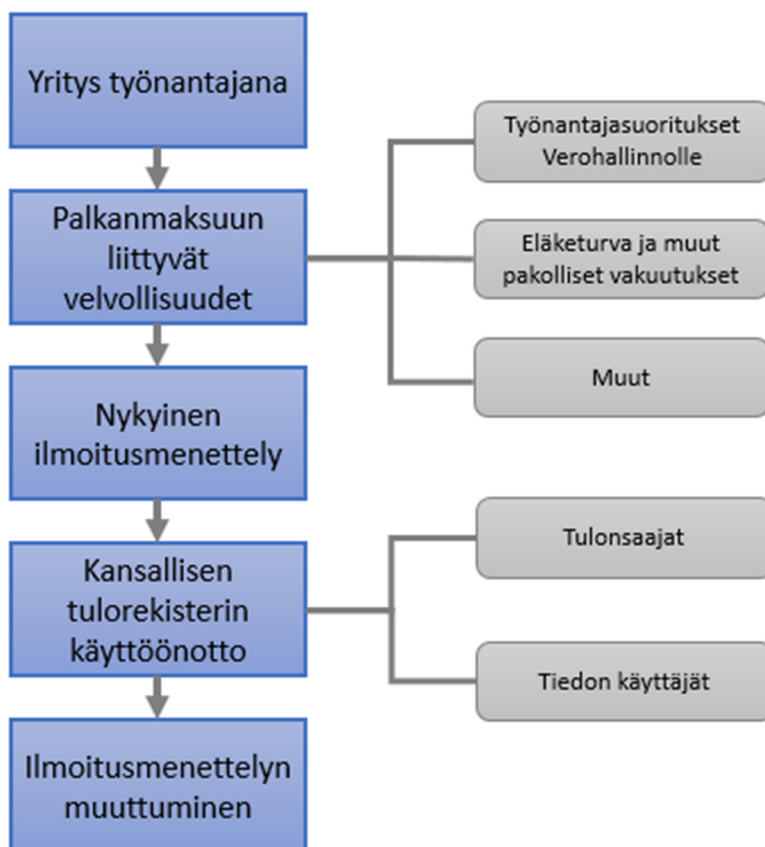 Yritys työnantajana
Palkanmaksuun
liittyvät
velvollisuudet
Työnantajasuoritukset
Verohallinnolle
Eläketurva ja muut
pakolliset vakuutukset
Muut
Nykyinen
ilmoitusmenettely
Kansallisen
tulorekisterin
käyttöönotto
Tulonsaajat
Tiedon käyttäjät
Ilmoitusmenettelyn
muuttuminen